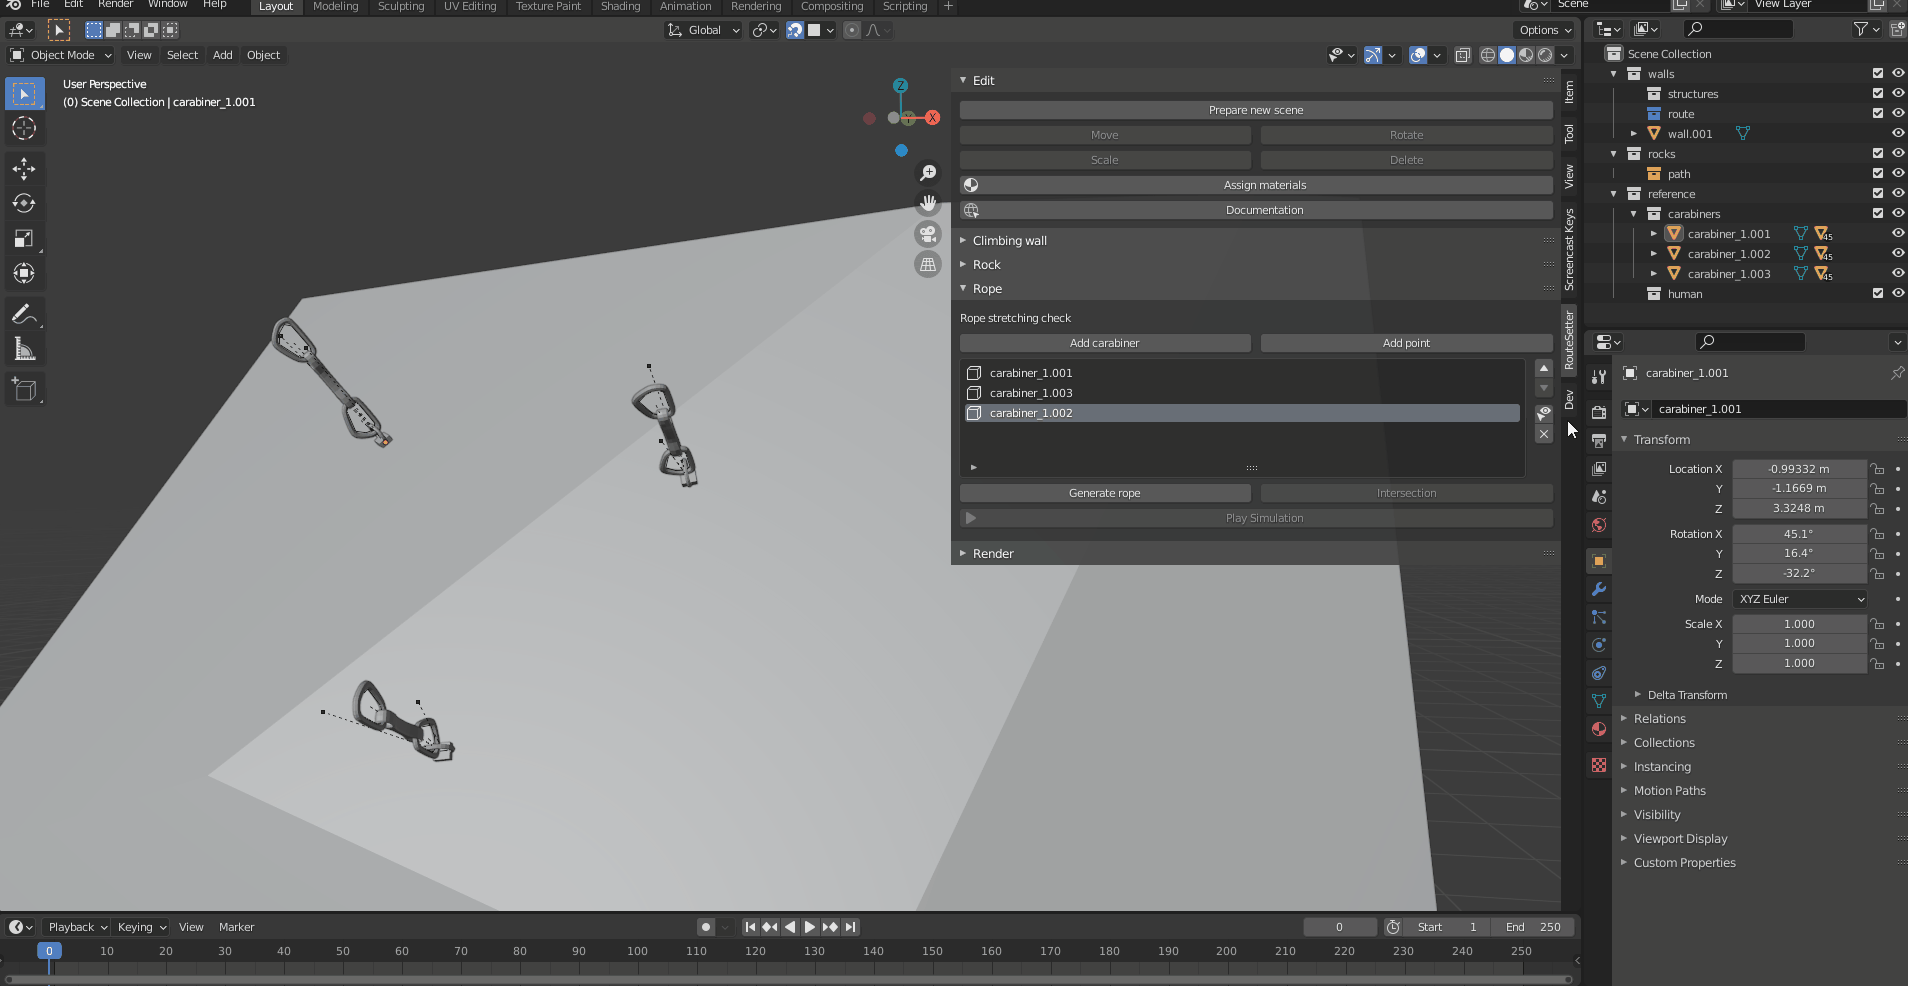 File Edit Render Window Help Layout Modeling Sculpting UV Editing Texture Paint Shading Animation Rendering Compositing Scripting + Scene View Layer
Global Options
Object Mode View Select Add Object
User Perspective
(0) Scene Collection | carabiner_1.001
Z
X
Edit
Prepare new scene
Move Rotate
Scale Delete
Assign materials
Documentation
Climbing wall
Rock
Rope
Rope stretching check
Add carabiner Add point
carabiner_1.001
carabiner_1.003
carabiner_1.002
Generate rope Intersection
Play Simulation
Render
Item
Tool
View
Screencast Keys
RouteSetter
Dev
Scene Collection
walls
structures
route
wall.001
rocks
path
reference
carabiners
carabiner_1.001 45
carabiner_1.002 45
carabiner_1.003 45
human
carabiner_1.001
carabiner_1.001
Transform
Location X -0.99332 m
Y -1.1669 m
Z 3.3248 m
Rotation X 45.1°
Y 16.4°
Z -32.2°
Mode XYZ Euler
Scale X 1.000
Y 1.000
Z 1.000
Delta Transform
Relations
Collections
Instancing
Motion Paths
Visibility
Viewport Display
Custom Properties
Playback Keying View Marker 0 Start 1 End 250
0 10 20 30 40 50 60 70 80 90 100 110 120 130 140 150 160 170 180 190 200 210 220 230 240 250